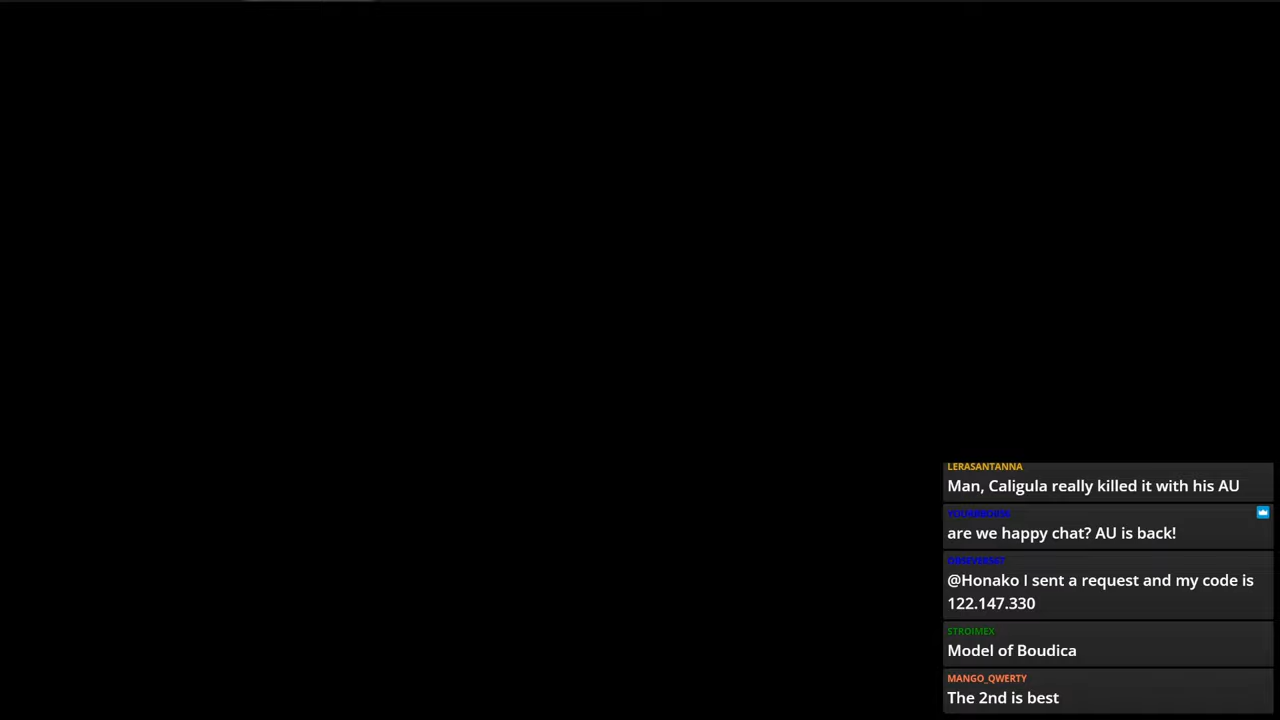 LERASANTANNA
Man, Caligula really killed it with his AU
are we happy chat? AU is back!
@Honako I sent a request and my code is
122.147.330
STROIMEX
Model of Boudica
MANGO_QWERTY
The 2nd is best